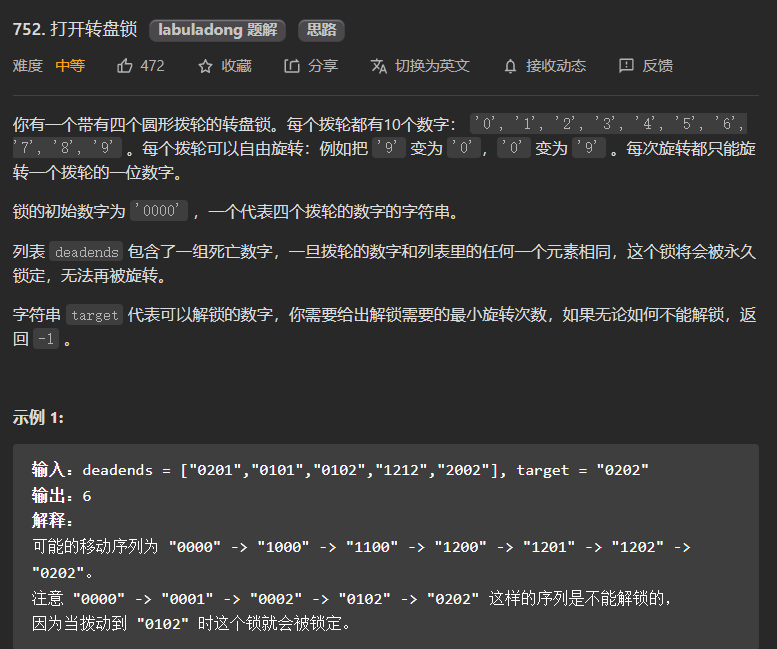 752. 打开转盘锁 labuladong 题解 思路
难度 中等 472 收藏 分享 切换为英文 接收动态 反馈
你有一个带有四个圆形拨轮的转盘锁。每个拨轮都有10个数字： '0', '1', '2', '3', '4', '5', '6',
'7', '8', '9' 。每个拨轮可以自由旋转：例如把 '9' 变为 '0'，'0' 变为 '9' 。每次旋转都只能旋
转一个拨轮的一位数字。
锁的初始数字为 '0000' ，一个代表四个拨轮的数字的字符串。
列表 deadends 包含了一组死亡数字，一旦拨轮的数字和列表里的任何一个元素相同，这个锁将会被永久
锁定，无法再被旋转。
字符串 target 代表可以解锁的数字，你需要给出解锁需要的最小旋转次数，如果无论如何不能解锁，返
回 -1 。
示例 1:
输入：deadends = ["0201","0101","0102","1212","2002"], target = "0202"
输出：6
解释：
可能的移动序列为 "0000" -> "1000" -> "1100" -> "1200" -> "1201" -> "1202" ->
"0202"。
注意 "0000" -> "0001" -> "0002" -> "0102" -> "0202" 这样的序列是不能解锁的，
因为当拨动到 "0102" 时这个锁就会被锁定。